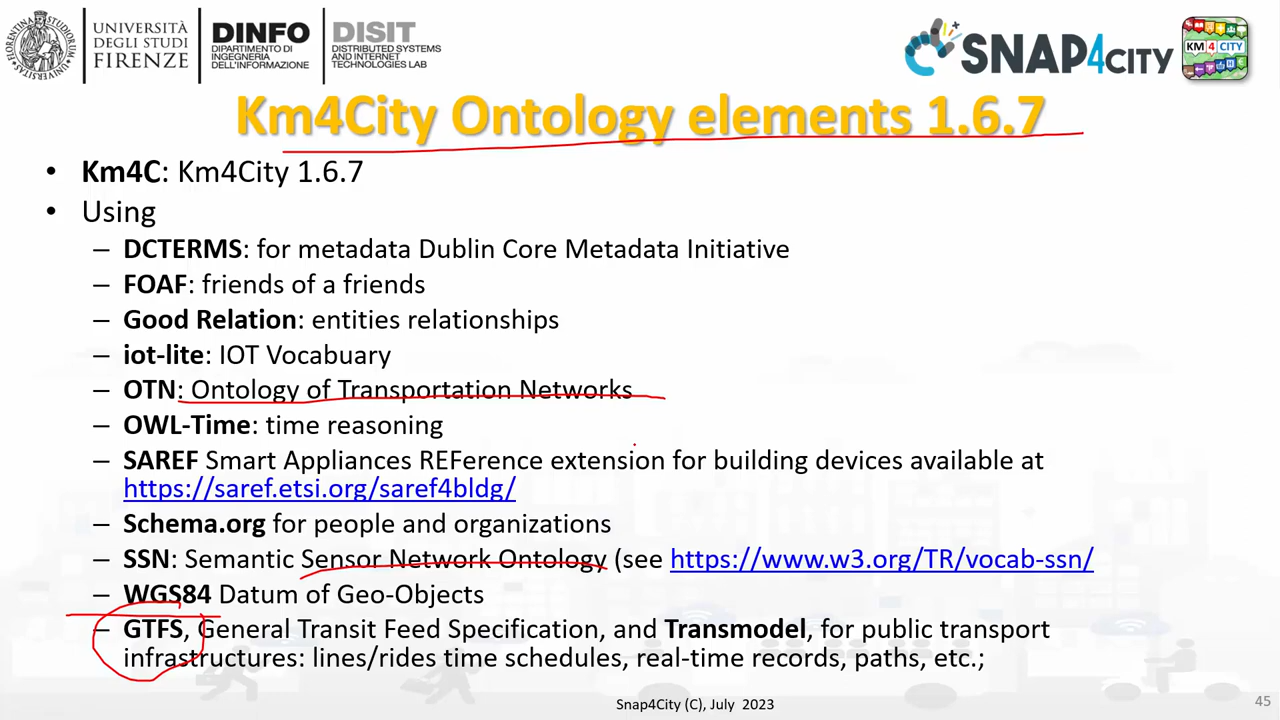 UNIVERSITÀ
DEGLI STUDI
FIRENZE
DINFO
DIPARTIMENTO DI
INGEGNERIA
DELL'INFORMAZIONE
DISIT
DISTRIBUTED SYSTEMS
AND INTERNET
TECHNOLOGIES LAB
SNAP4CITY
KM 4 CITY
Km4City Ontology elements 1.6.7
• Km4C: Km4City 1.6.7
• Using
– DCTERMS: for metadata Dublin Core Metadata Initiative
– FOAF: friends of a friends
– Good Relation: entities relationships
– iot-lite: IOT Vocabuary
– OTN: Ontology of Transportation Networks
– OWL-Time: time reasoning
– SAREF Smart Appliances REFerence extension for building devices available at
https://saref.etsi.org/saref4bldg/
– Schema.org for people and organizations
– SSN: Semantic Sensor Network Ontology (see https://www.w3.org/TR/vocab-ssn/
– WGS84 Datum of Geo-Objects
– GTFS, General Transit Feed Specification, and Transmodel, for public transport
infrastructures: lines/rides time schedules, real-time records, paths, etc.;
Snap4City (C), July 2023
45